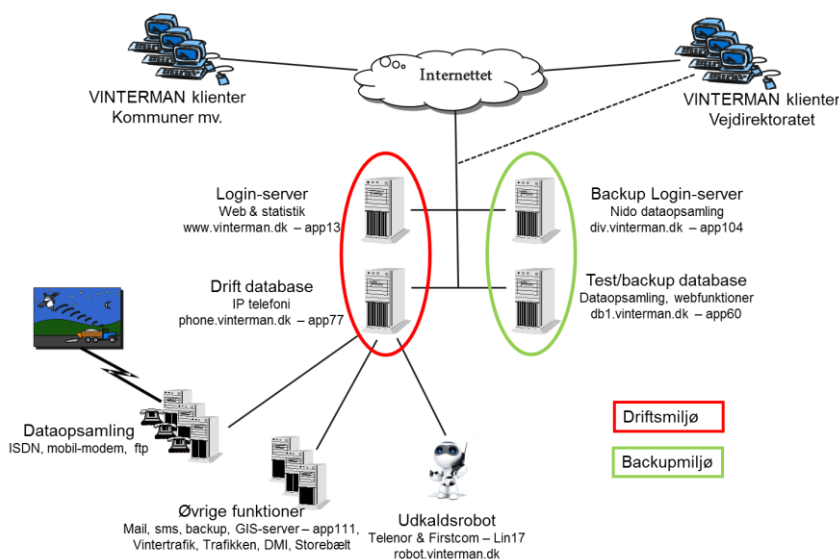 Internettet
VINTERMAN klienter
Kommuner mv.
VINTERMAN klienter
Vejdirektoratet
Login-server
Web & statistik
www.vinterman.dk – app13
Backup Login-server
Nido dataopsamling
div.vinterman.dk – app104
Drift database
IP telefoni
phone.vinterman.dk – app77
Test/backup database
Dataopsamling, webfunktioner
db1.vinterman.dk – app60
Dataopsamling
ISDN, mobil-modem, ftp
Driftsmiljø
Backupmiljø
Øvrige funktioner
Mail, sms, backup, GIS-server – app111,
Vintertrafik, Trafikken, DMI, Storebælt
Udkaldsrobot
Telenor & Firstcom – Lin17
robot.vinterman.dk